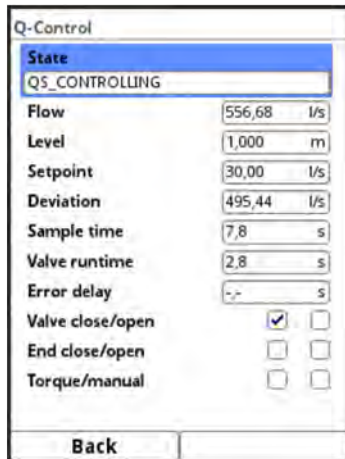 Q-Control
State
QS_CONTROLLING
Flow 556,68 l/s
Level 1,000 m
Setpoint 30,00 l/s
Deviation 495,44 l/s
Sample time 7,8 s
Valve runtime 2,8 s
Error delay -,- s
Valve close/open
End close/open
Torque/manual
Back